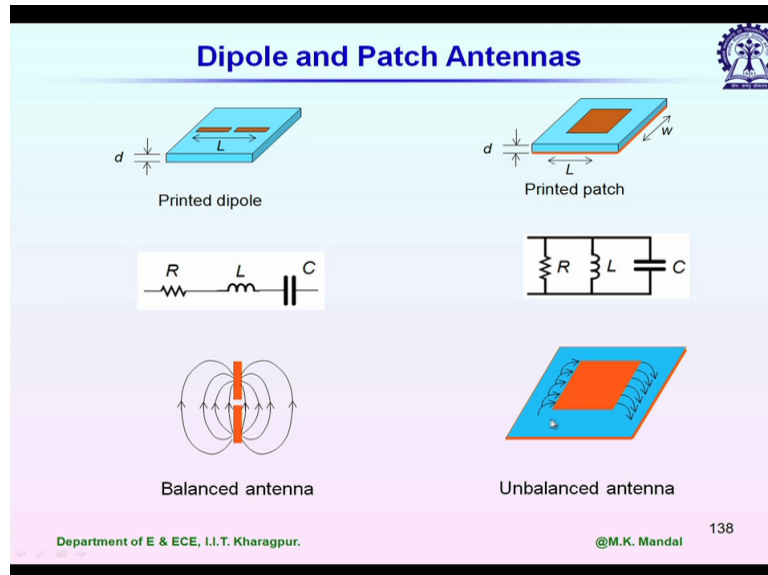 Dipole and Patch Antennas
d
L
Printed dipole
d
L
W
Printed patch
R L C
R L C
Balanced antenna
Unbalanced antenna
138
Department of E & ECE, I.I.T. Kharagpur.
@M.K. Mandal